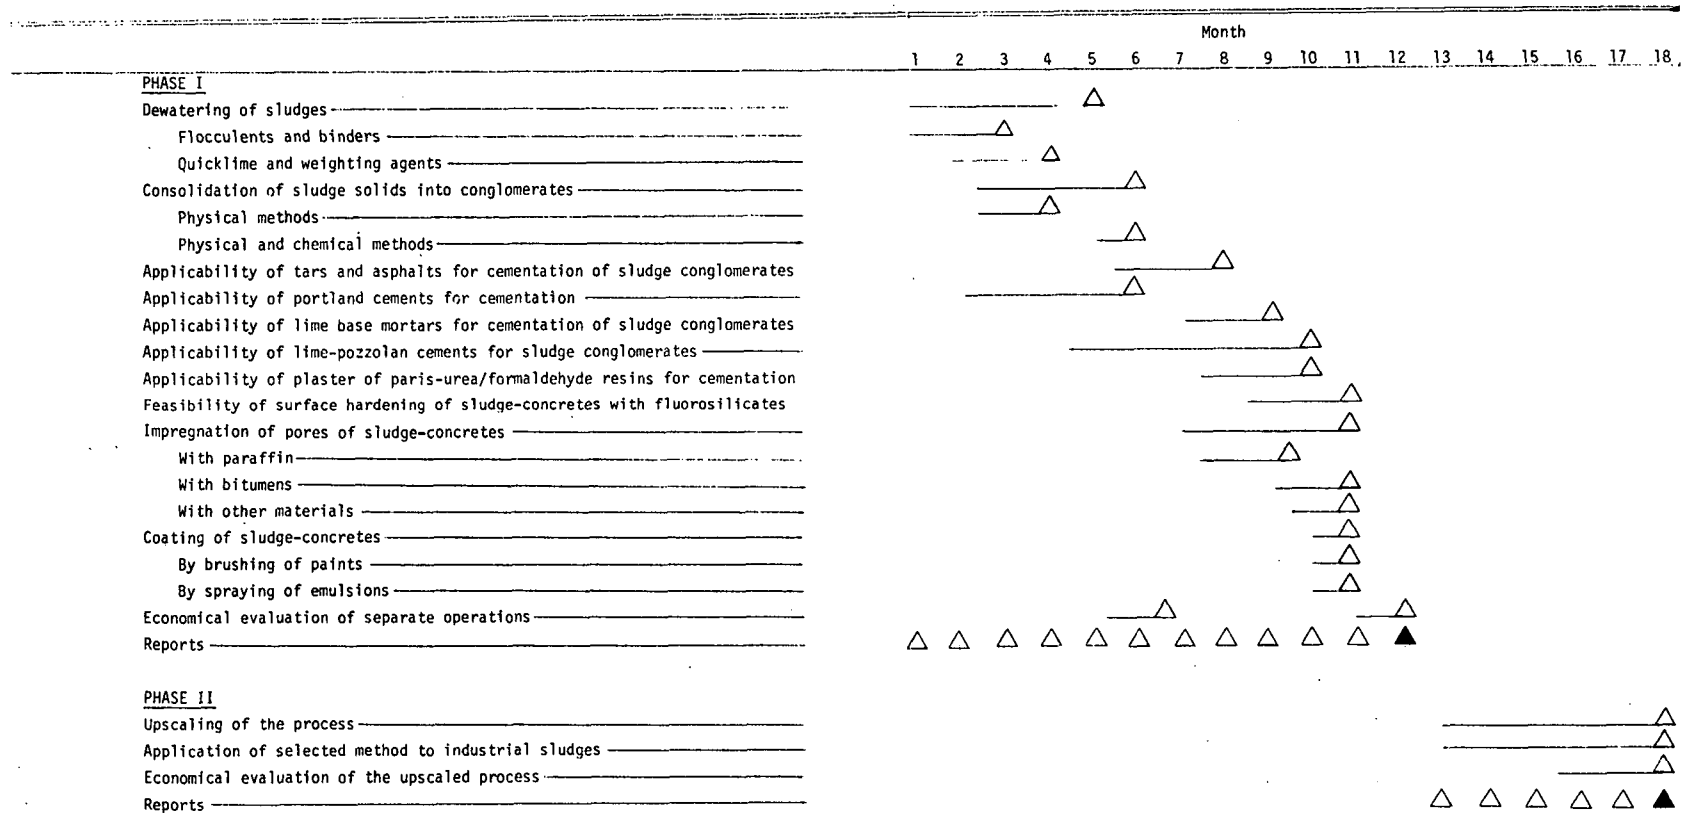 Month
1 2 3 4 5 6 7 8 9 10 11 12 13 14 15 16 17 18
PHASE I
Dewatering of sludges
Flocculents and binders
Quicklime and weighting agents
Consolidation of sludge solids into conglomerates
Physical methods
Physical and chemical methods
Applicability of tars and asphalts for cementation of sludge conglomerates
Applicability of portland cements for cementation
Applicability of lime base mortars for cementation of sludge conglomerates
Applicability of lime-pozzolan cements for sludge conglomerates
Applicability of plaster of paris-urea/formaldehyde resins for cementation
Feasibility of surface hardening of sludge-concretes with fluorosilicates
Impregnation of pores of sludge-concretes
With paraffin
With bitumens
With other materials
Coating of sludge-concretes
By brushing of paints
By spraying of emulsions
Economical evaluation of separate operations
Reports
PHASE II
Upscaling of the process
Application of selected method to industrial sludges
Economical evaluation of the upscaled process
Reports